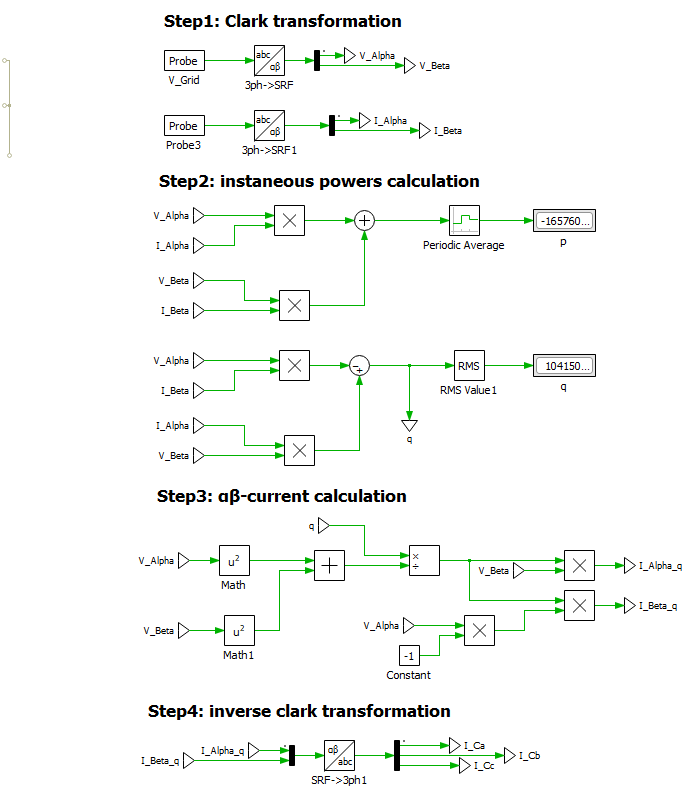 Step1: Clark transformation
Probe
V_Grid
abc
αβ
3ph->SRF
V_Alpha
V_Beta
Probe
Probe3
abc
αβ
3ph->SRF1
I_Alpha
I_Beta
Step2: instaneous powers calculation
V_Alpha
I_Alpha
×
+
Periodic Average
-165760...
p
V_Beta
I_Beta
×
V_Alpha
I_Beta
×
-
+
RMS
RMS Value1
104150...
q
q
I_Alpha
V_Beta
×
Step3: αβ-current calculation
q
V_Alpha
u²
Math
+
×
÷
V_Beta
×
I_Alpha_q
V_Beta
u²
Math1
V_Alpha
-1
Constant
×
×
I_Beta_q
Step4: inverse clark transformation
I_Alpha_q
I_Beta_q
αβ
abc
SRF->3ph1
I_Ca
I_Cb
I_Cc